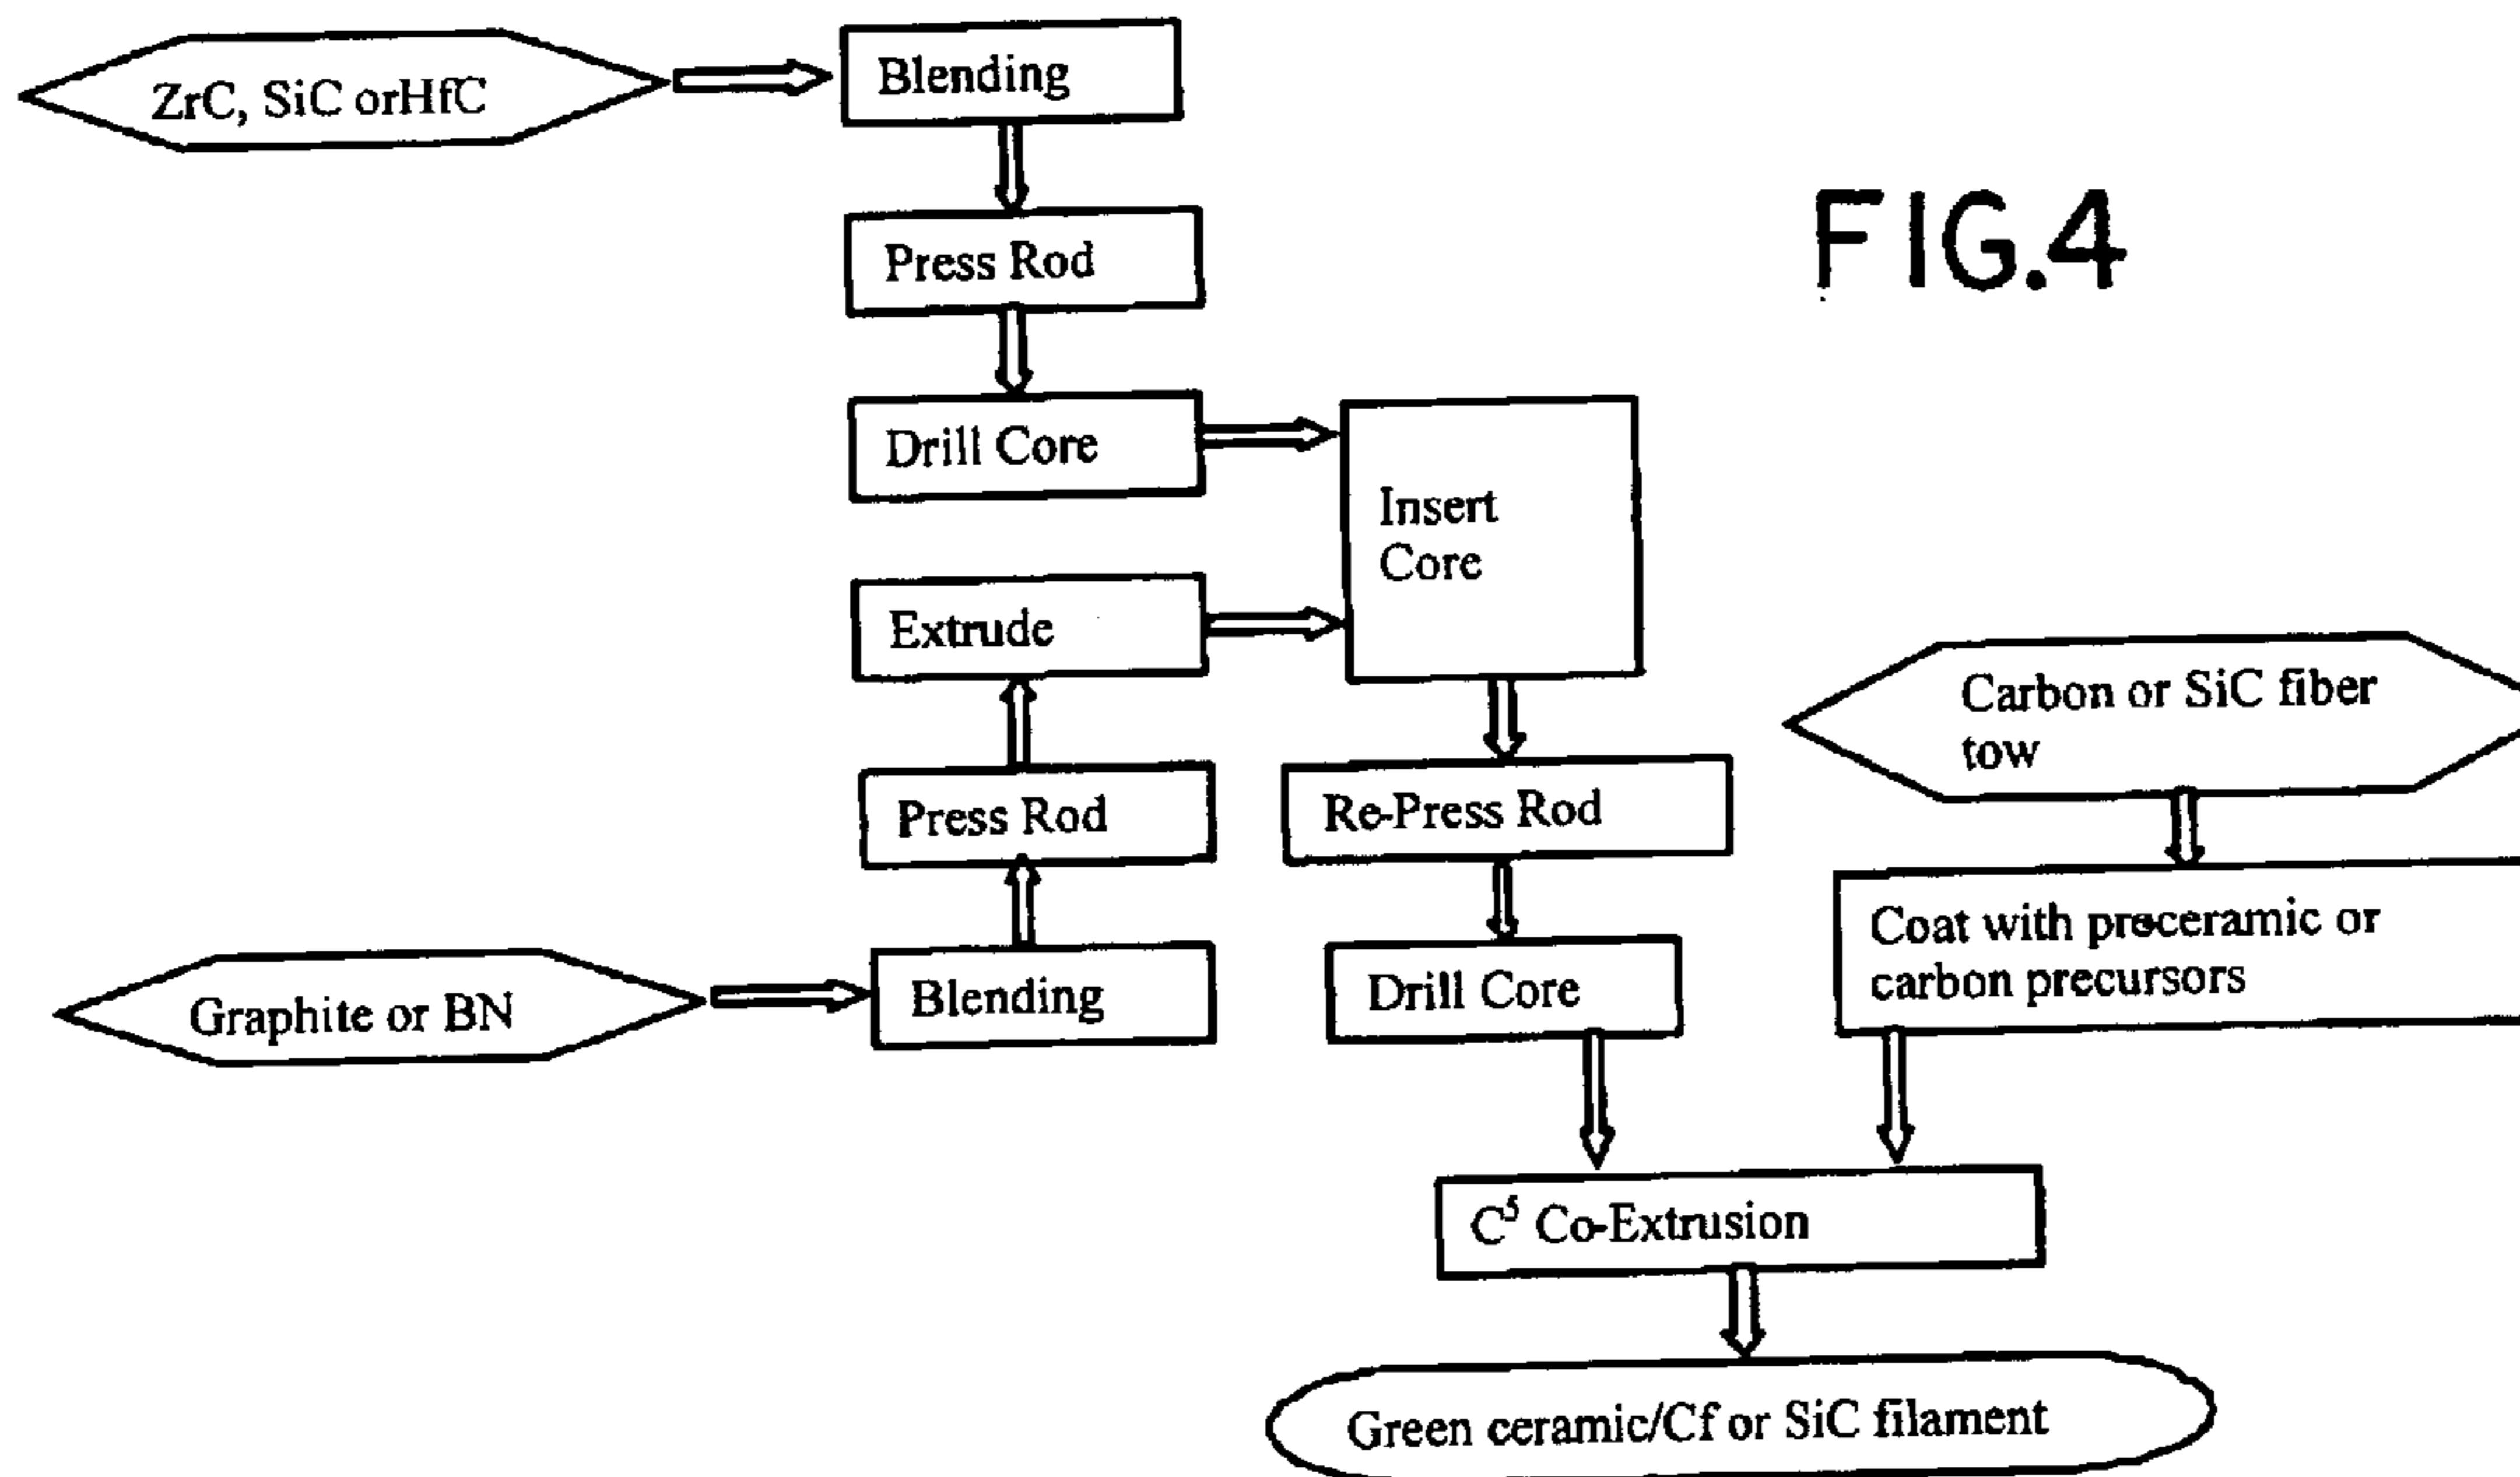 ZrC, SiC orHfC
Blending
FIG.4
Press Rod
Drill Core
Insert
Core
Extrude
Carbon or SiC fiber
tow
Press Rod
Re-Press Rod
Coat with preceramic or
carbon precursors
Graphite or BN
Blending
Drill Core
C⁵ Co-Extrusion
Green ceramic/Cf or SiC filament